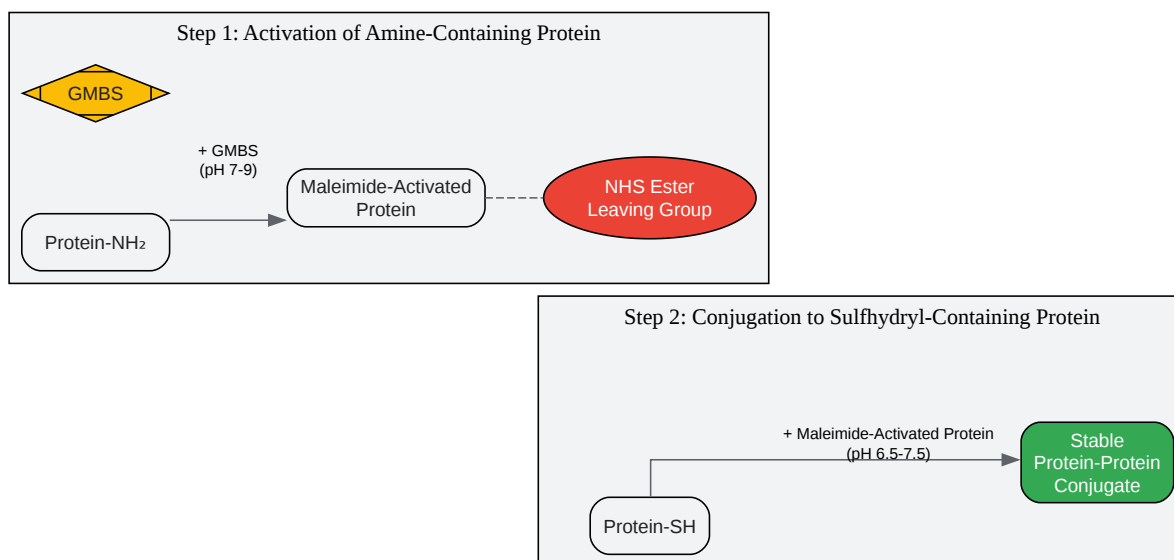 Step 1: Activation of Amine-Containing Protein
GMBS
+ GMBS
(pH 7-9)
Maleimide-Activated
Protein
NHS Ester
Leaving Group
Protein-NH₂
Step 2: Conjugation to Sulfhydryl-Containing Protein
+ Maleimide-Activated Protein
(pH 6.5-7.5)
Stable
Protein-Protein
Conjugate
Protein-SH